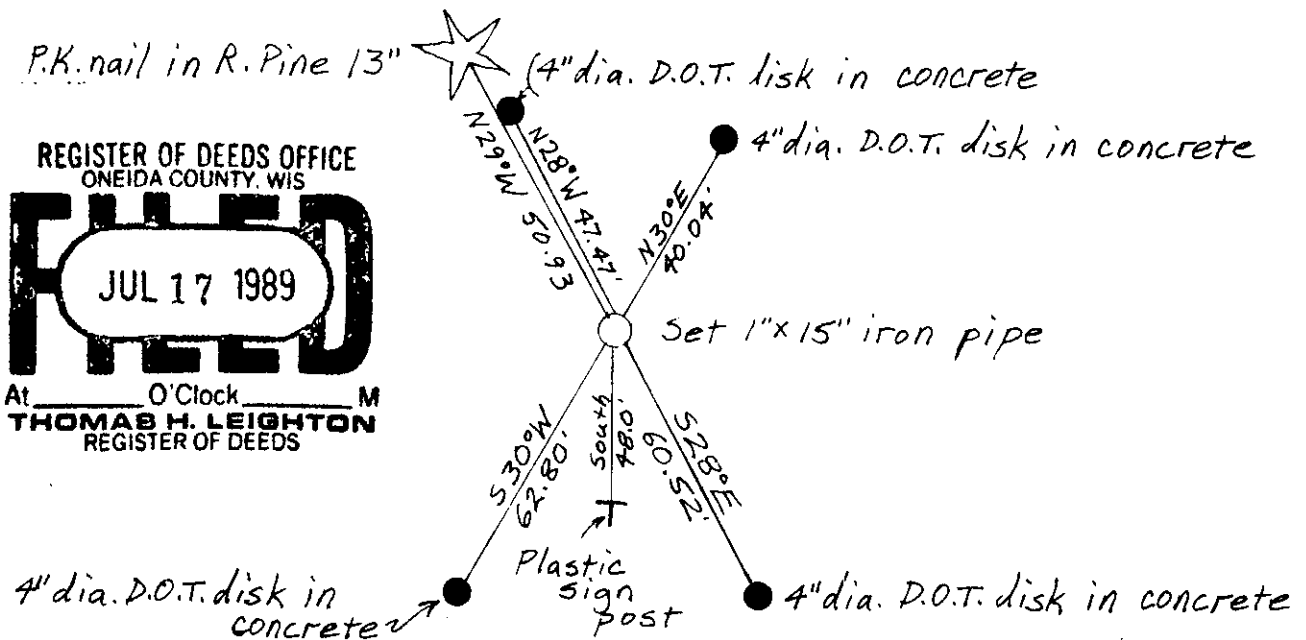 P.K. nail in R. Pine 13"
(4" dia. D.O.T. disk in concrete
4" dia. D.O.T. disk in concrete
N29°W 50.93
N28°W 47.47'
N30°E
40.04'
REGISTER OF DEEDS OFFICE
ONEIDA COUNTY, WIS
FILED
JUL 17 1989
At ____ O'Clock ____ M
THOMAS H. LEIGHTON
REGISTER OF DEEDS
Set 1" x 15" iron pipe
S30°W
62.80'
South
48.0'
S28°E
60.52'
Plastic
sign
post
4" dia. D.O.T. disk in
concrete
4" dia. D.O.T. disk in concrete